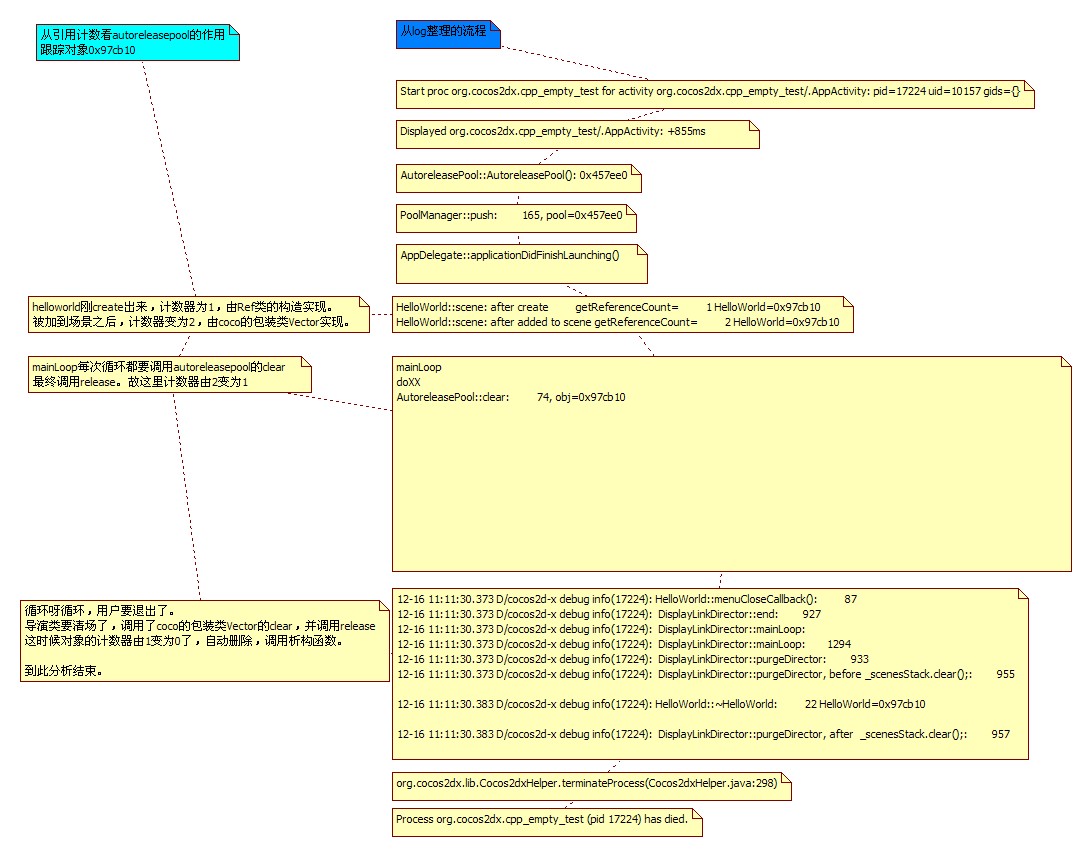 从引用计数看autoreleasepool的作用
跟踪对象0x97cb10
从log整理的流程
Start proc org.cocos2dx.cpp_empty_test for activity org.cocos2dx.cpp_empty_test/.AppActivity: pid=17224 uid=10157 gids={}
Displayed org.cocos2dx.cpp_empty_test/.AppActivity: +855ms
AutoreleasePool::AutoreleasePool(): 0x457ee0
PoolManager::push: 165, pool=0x457ee0
AppDelegate::applicationDidFinishLaunching()
helloworld刚create出来，计数器为1，由Ref类的构造实现。
被加到场景之后，计数器变为2，由coco的包装类Vector实现。
HelloWorld::scene: after create getReferenceCount= 1 HelloWorld=0x97cb10
HelloWorld::scene: after added to scene getReferenceCount= 2 HelloWorld=0x97cb10
mainLoop每次循环都要调用autoreleasepool的clear
最终调用release。故这里计数器由2变为1
mainLoop
doXX
AutoreleasePool::clear: 74, obj=0x97cb10
循环呀循环，用户要退出了。
导演类要清场了，调用了coco的包装类Vector的clear，并调用release
这时候对象的计数器由1变为0了，自动删除，调用析构函数。
到此分析结束。
12-16 11:11:30.373 D/cocos2d-x debug info(17224): HelloWorld::menuCloseCallback(): 87
12-16 11:11:30.373 D/cocos2d-x debug info(17224): DisplayLinkDirector::end: 927
12-16 11:11:30.373 D/cocos2d-x debug info(17224): DisplayLinkDirector::mainLoop:
12-16 11:11:30.373 D/cocos2d-x debug info(17224): DisplayLinkDirector::mainLoop: 1294
12-16 11:11:30.373 D/cocos2d-x debug info(17224): DisplayLinkDirector::purgeDirector: 933
12-16 11:11:30.373 D/cocos2d-x debug info(17224): DisplayLinkDirector::purgeDirector, before _scenesStack.clear();: 955
12-16 11:11:30.383 D/cocos2d-x debug info(17224): HelloWorld::~HelloWorld: 22 HelloWorld=0x97cb10
12-16 11:11:30.383 D/cocos2d-x debug info(17224): DisplayLinkDirector::purgeDirector, after _scenesStack.clear();: 957
org.cocos2dx.lib.Cocos2dxHelper.terminateProcess(Cocos2dxHelper.java:298)
Process org.cocos2dx.cpp_empty_test (pid 17224) has died.